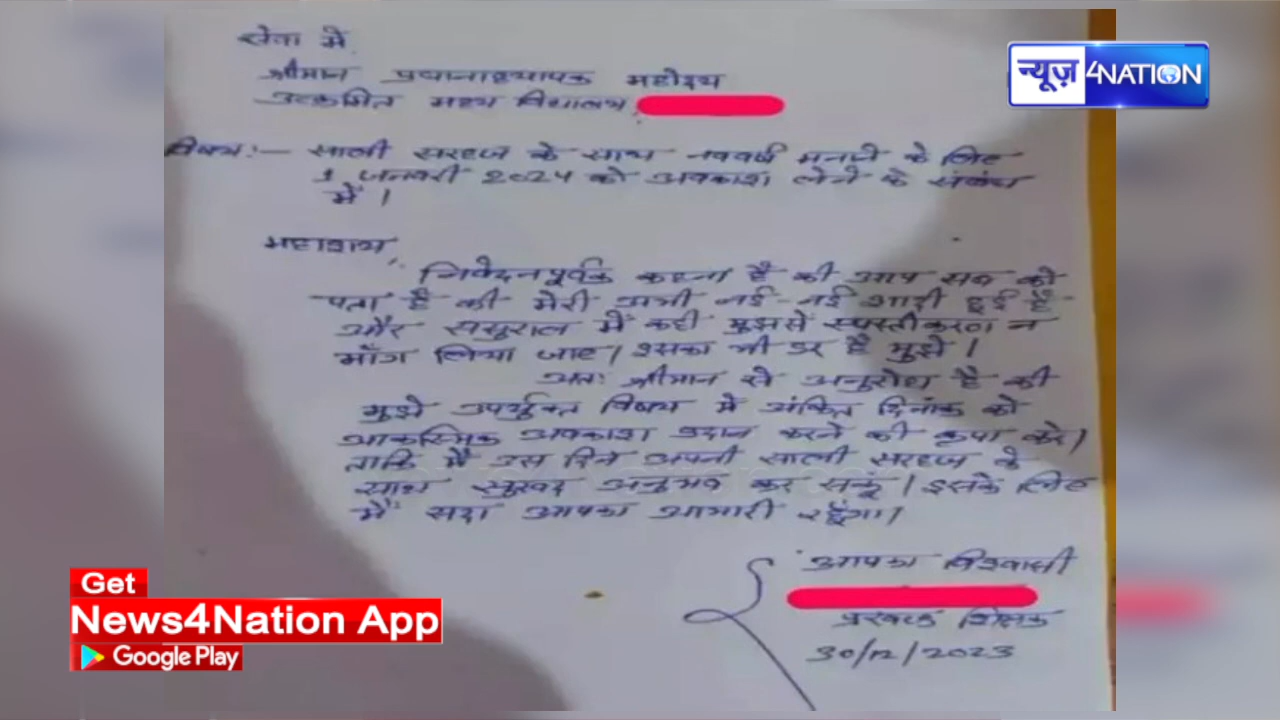 सेवा में
श्रीमान प्रधानाध्यापक महोदय
उत्क्रमित मध्य विद्यालय,
विषय:- साली सरहज के साथ नववर्ष मनाने के लिए
1 जनवरी 2024 को अवकाश लेने के संबंध
में।
महाशय,
निवेदनपूर्वक कहना है की आप सब को
पता है की मेरी अभी नई-नई शादी हुई है
और ससुराल में कहीं मुझसे स्पस्तीकरण न
माँग लिया जाए। इसका भी डर है मुझे।
अतः श्रीमान से अनुरोध है की
मुझे उपर्युक्त विषय में अंकित दिनांक को
आकस्मिक अवकाश प्रदान करने की कृपा करे।
ताकि मैं उस दिन अपनी साली सरहज के
साथ सुखद अनुभव कर सकूं। इसके लिए
मैं सदा आपका आभारी रहूँगा।
आपका विश्वासी
प्रखंड शिक्षक
30/12/2023
न्यूज़ 4NATION
Get
News4Nation App
Google Play